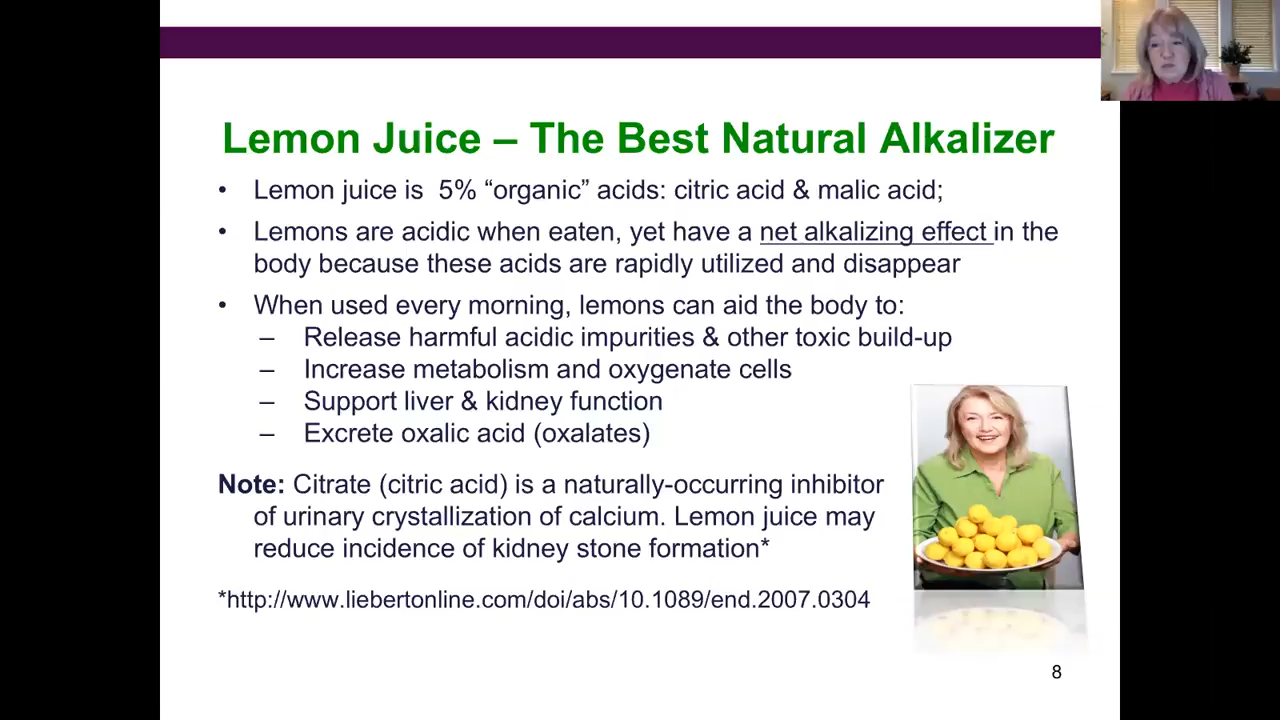 Lemon Juice – The Best Natural Alkalizer
• Lemon juice is 5% “organic” acids: citric acid & malic acid;
• Lemons are acidic when eaten, yet have a net alkalizing effect in the
body because these acids are rapidly utilized and disappear
• When used every morning, lemons can aid the body to:
– Release harmful acidic impurities & other toxic build-up
– Increase metabolism and oxygenate cells
– Support liver & kidney function
– Excrete oxalic acid (oxalates)
Note: Citrate (citric acid) is a naturally-occurring inhibitor
of urinary crystallization of calcium. Lemon juice may
reduce incidence of kidney stone formation*
*http://www.liebertonline.com/doi/abs/10.1089/end.2007.0304
8